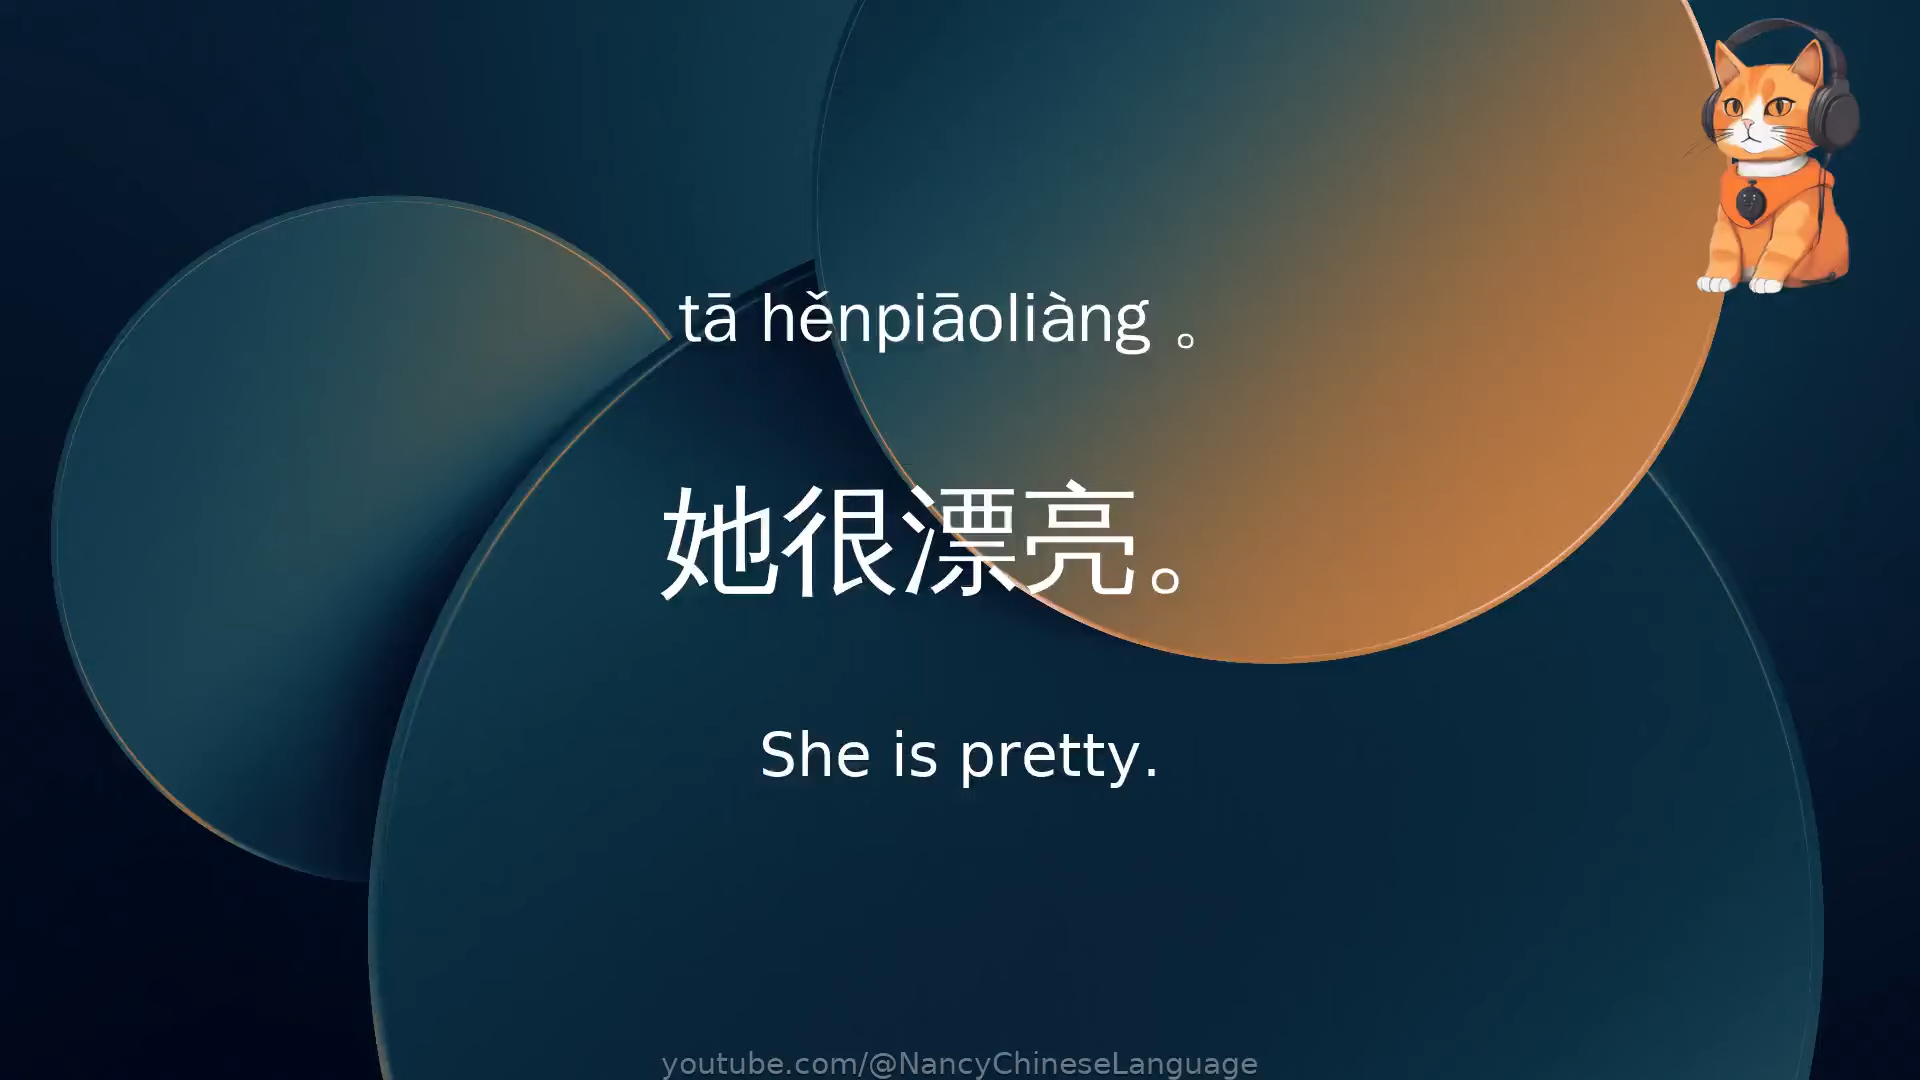 tā hěnpiāoliàng 。
她很漂亮。
She is pretty.
youtube.com/@NancyChineseLanguage